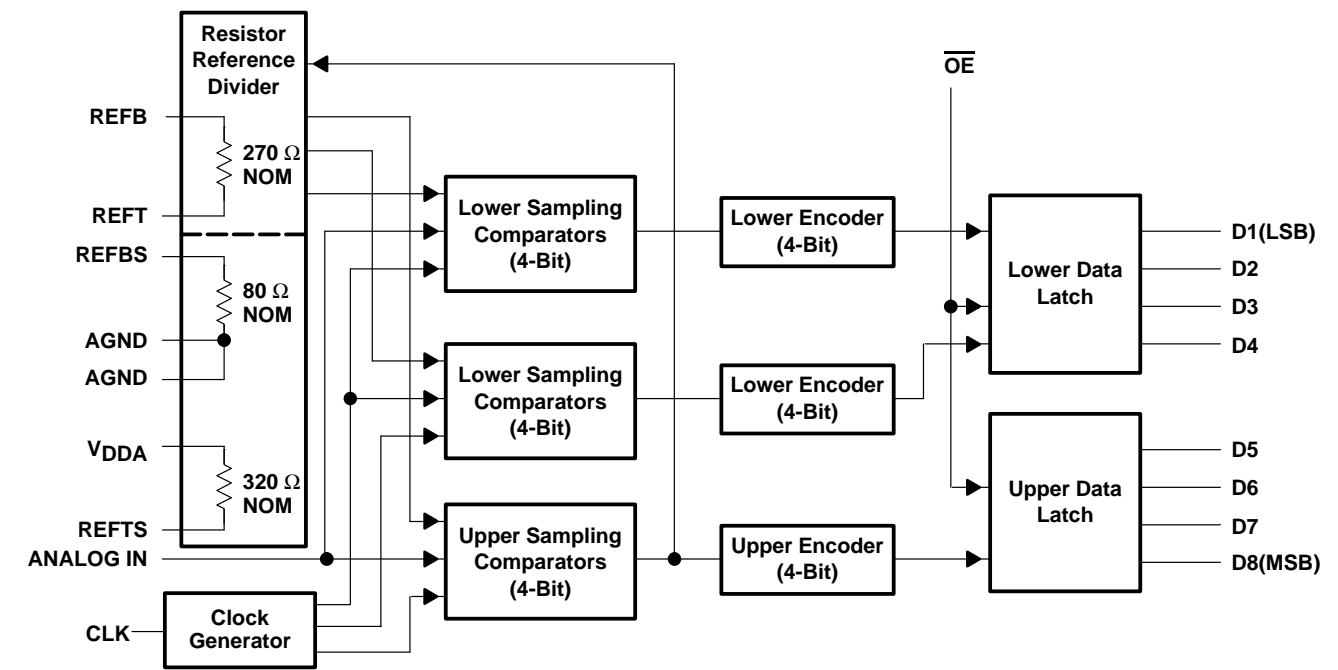 Resistor
Reference
Divider
OE
REFB
270 Ω
NOM
REFT
REFBS
80 Ω
NOM
AGND
AGND
VDDA
320 Ω
NOM
REFTS
ANALOG IN
CLK
Clock
Generator
Lower Sampling
Comparators
(4-Bit)
Lower Encoder
(4-Bit)
Lower Data
Latch
D1(LSB)
D2
D3
D4
Lower Sampling
Comparators
(4-Bit)
Lower Encoder
(4-Bit)
Upper Sampling
Comparators
(4-Bit)
Upper Encoder
(4-Bit)
Upper Data
Latch
D5
D6
D7
D8(MSB)